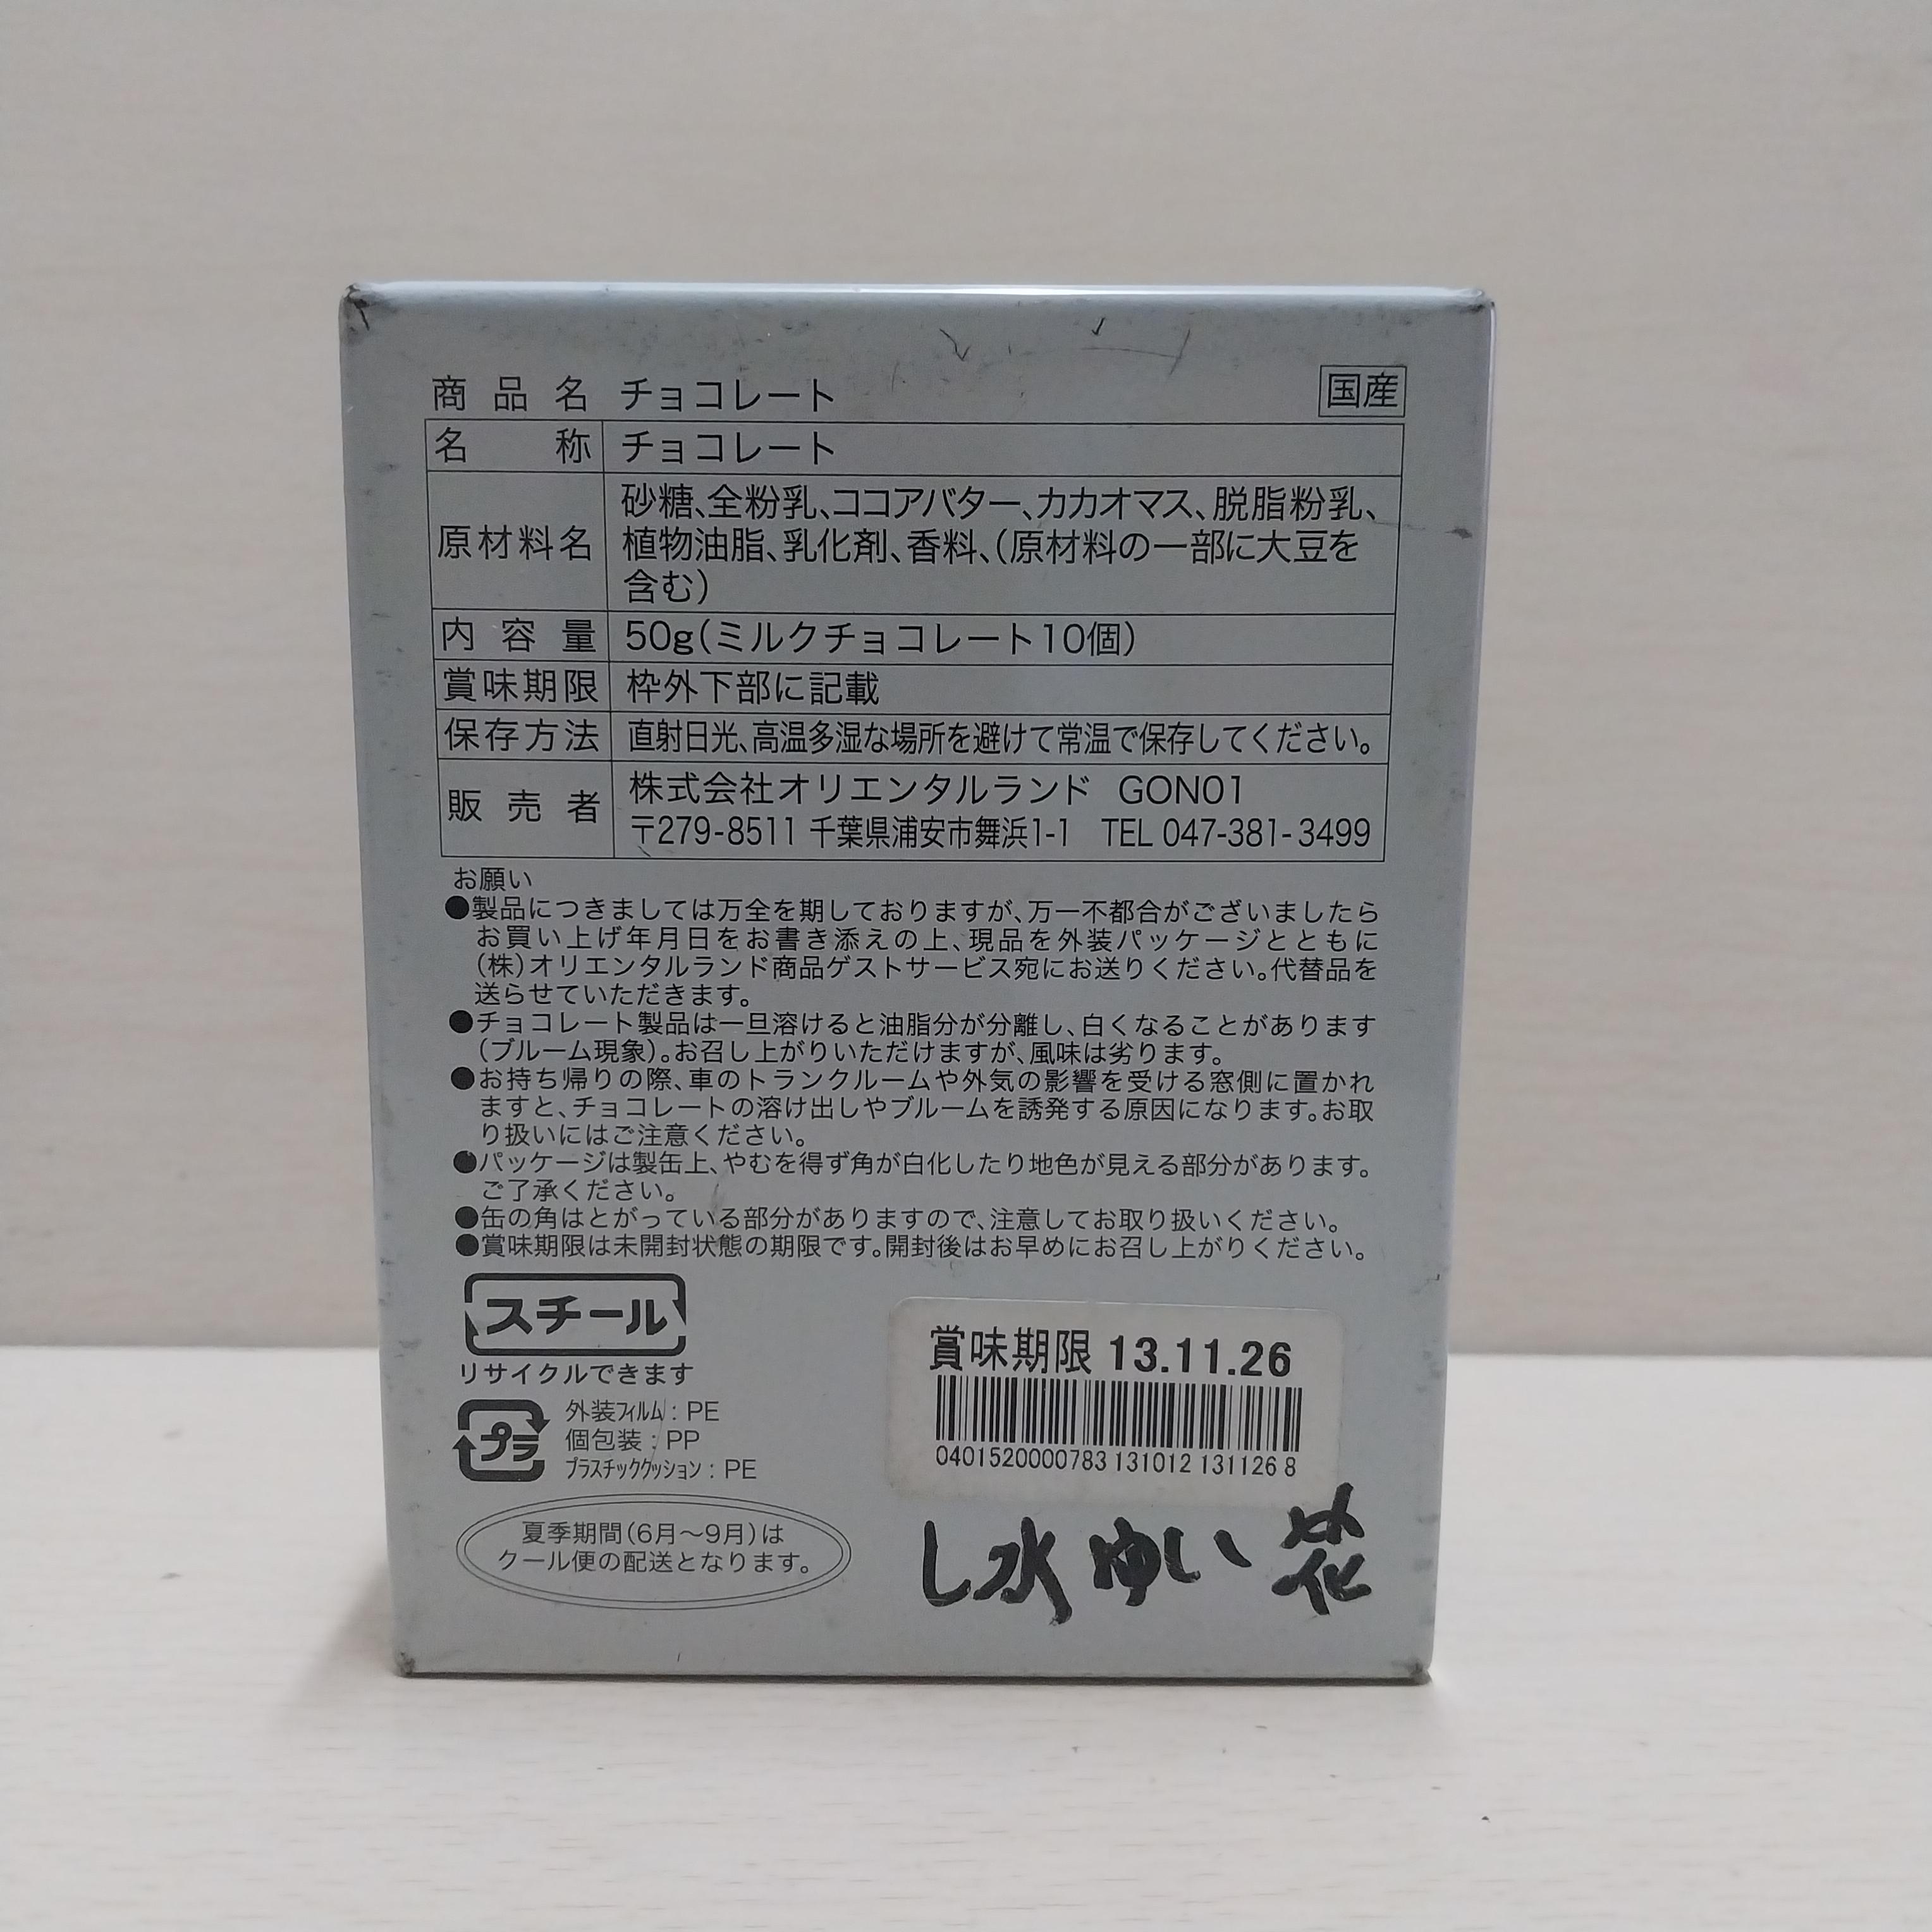 商品名 チョコレート 国産
名称 チョコレート
原材料名 砂糖、全粉乳、ココアバター、カカオマス、脱脂粉乳、
植物油脂、乳化剤、香料、(原材料の一部に大豆を
含む)
内容量 50g(ミルクチョコレート10個)
賞味期限 枠外下部に記載
保存方法 直射日光、高温多湿な場所を避けて常温で保存してください。
販売者 株式会社オリエンタルランド GON01
〒279-8511 千葉県浦安市舞浜1-1 TEL 047-381-3499
お願い
●製品につきましては万全を期しておりますが、万一不都合がございましたら
お買い上げ年月日をお書き添えの上、現品を外装パッケージとともに
(株)オリエンタルランド商品ゲストサービス宛にお送りください。代替品を
送らせていただきます。
●チョコレート製品は一旦溶けると油脂分が分離し、白くなることがあります
(ブルーム現象)。お召し上がりいただけますが、風味は劣ります。
●お持ち帰りの際、車のトランクルームや外気の影響を受ける窓側に置かれ
ますと、チョコレートの溶け出しやブルームを誘発する原因になります。お取
り扱いにはご注意ください。
●パッケージは製缶上、やむを得ず角が白化したり地色が見える部分があります。
ご了承ください。
●缶の角はとがっている部分がありますので、注意してお取り扱いください。
●賞味期限は未開封状態の期限です。開封後はお早めにお召し上がりください。
スチール
リサイクルできます
プラ
外装フィルム:PE
個包装:PP
プラスチッククッション:PE
夏季期間(6月〜9月)は
クール便の配送となります。
賞味期限 13.11.26
0401520000783 131012 131126 8
し水 ゆい 花